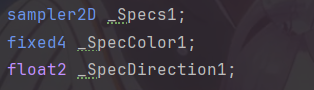 sampler2D _Specs1;
fixed4 _SpecColor1;
float2 _SpecDirection1;